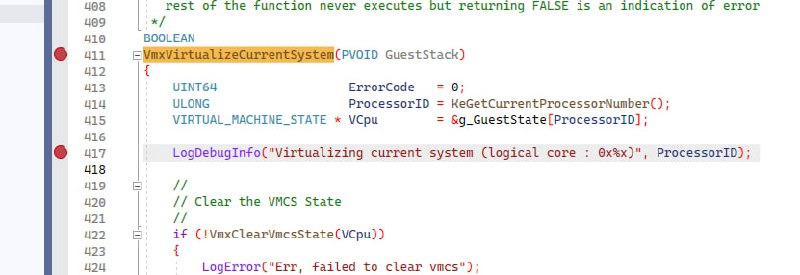 408 rest of the function never executes but returning FALSE is an indication of error
409 */
410 BOOLEAN
411 VmxVirtualizeCurrentSystem(PVOID GuestStack)
412 {
413 UINT64 ErrorCode = 0;
414 ULONG ProcessorID = KeGetCurrentProcessorNumber();
415 VIRTUAL_MACHINE_STATE * VCpu = &g_GuestState[ProcessorID];
416
417 LogDebugInfo("Virtualizing current system (logical core : 0x%x)", ProcessorID);
418
419 //
420 // Clear the VMCS State
421 //
422 if (!VmxClearVmcsState(VCpu))
423 {
424 LogError("Err, failed to clear vmcs");